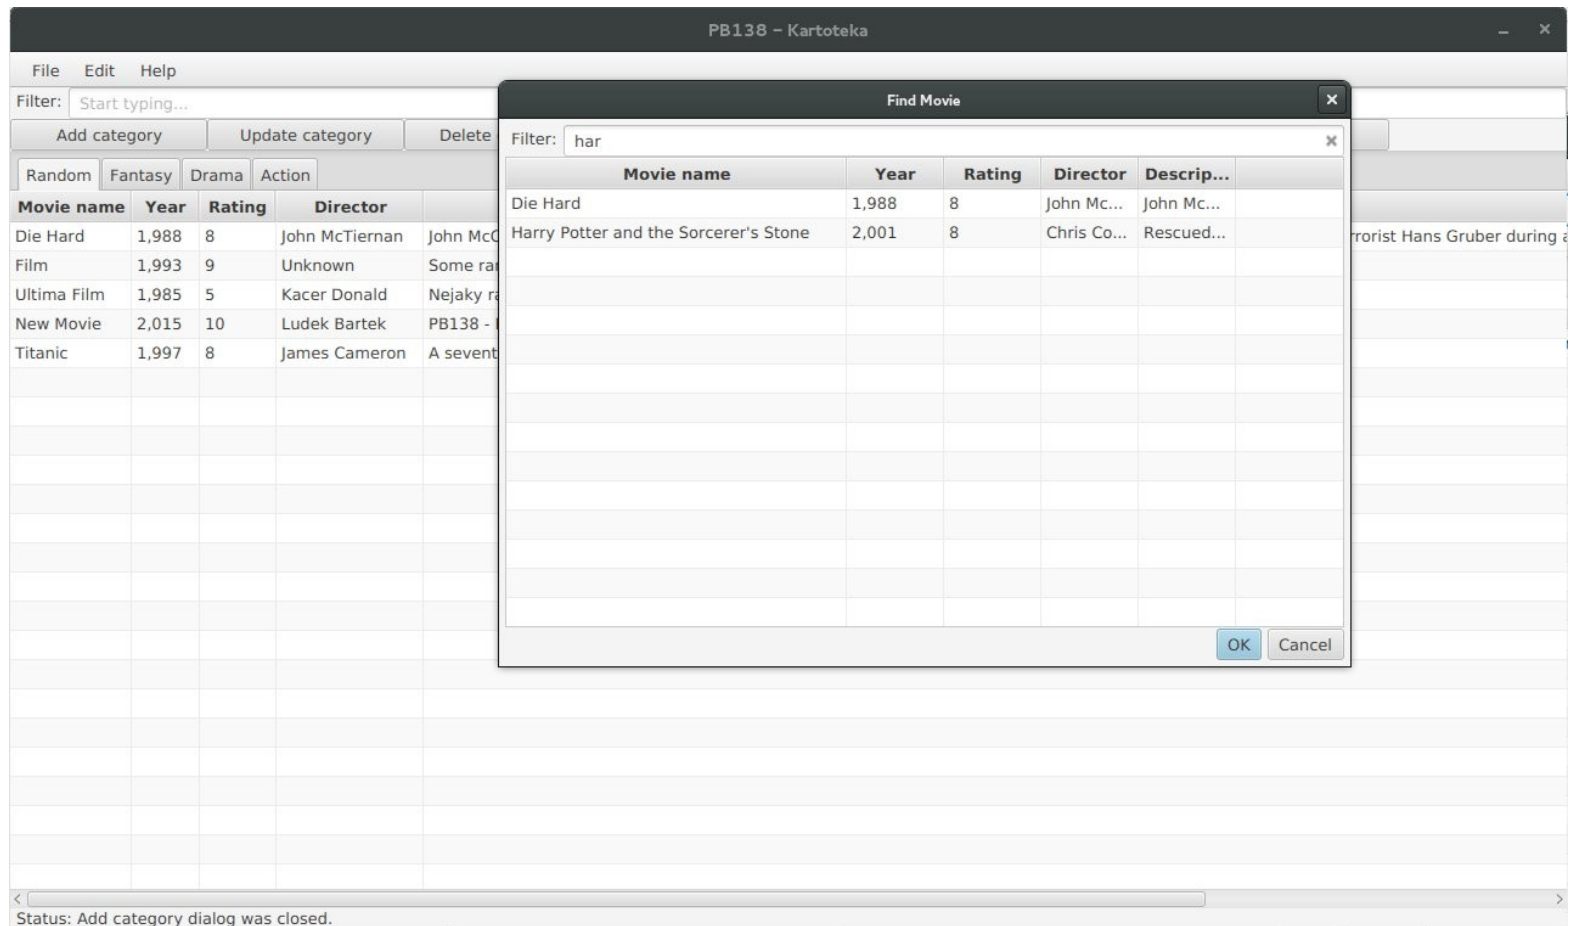 PB138 – Kartoteka
File Edit Help
Filter: Start typing...
Add category Update category Delete
Random Fantasy Drama Action
Movie name Year Rating Director
Die Hard 1,988 8 John McTiernan John McC
Film 1,993 9 Unknown Some
Ultima Film 1,985 5 Kacer Donald Nejaky
New Movie 2,015 10 Ludek Bartek PB138 -
Titanic 1,997 8 James Cameron A sevent
rrorist Hans Gruber during
Find Movie
Filter: har
Movie name Year Rating Director Descrip...
Die Hard 1,988 8 John Mc... John Mc...
Harry Potter and the Sorcerer's Stone 2,001 8 Chris Co... Rescued...
OK Cancel
Status: Add category dialog was closed.